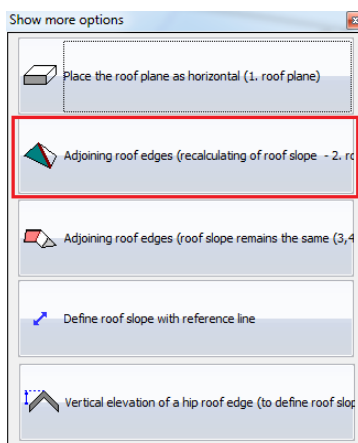 Show more options
Place the roof plane as horizontal (1. roof plane)
Adjoining roof edges (recalculating of roof slope - 2. ro
Adjoining roof edges (roof slope remains the same (3,4
Define roof slope with reference line
Vertical elevation of a hip roof edge (to define roof slop